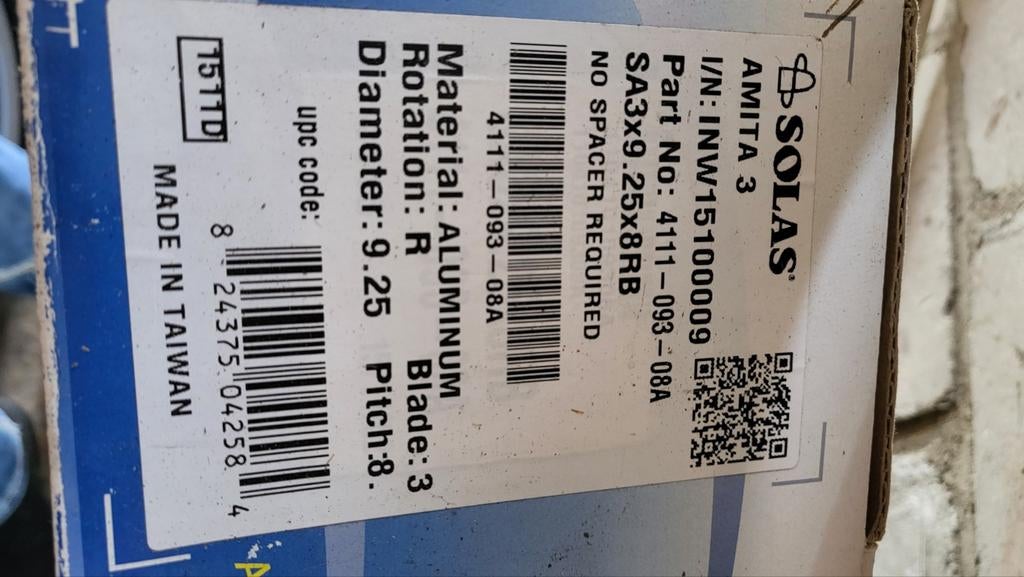 SOLAS®
AMITA 3
I/N: INW15100009
Part No: 4111-093-08A
SA3x9.25x8RB
NO SPACER REQUIRED
4111-093-08A
Material: ALUMINUM
Rotation: R Blade: 3
Diameter: 9.25 Pitch:8.
upc code:
8 24375 04258 4
1511D
MADE IN TAIWAN